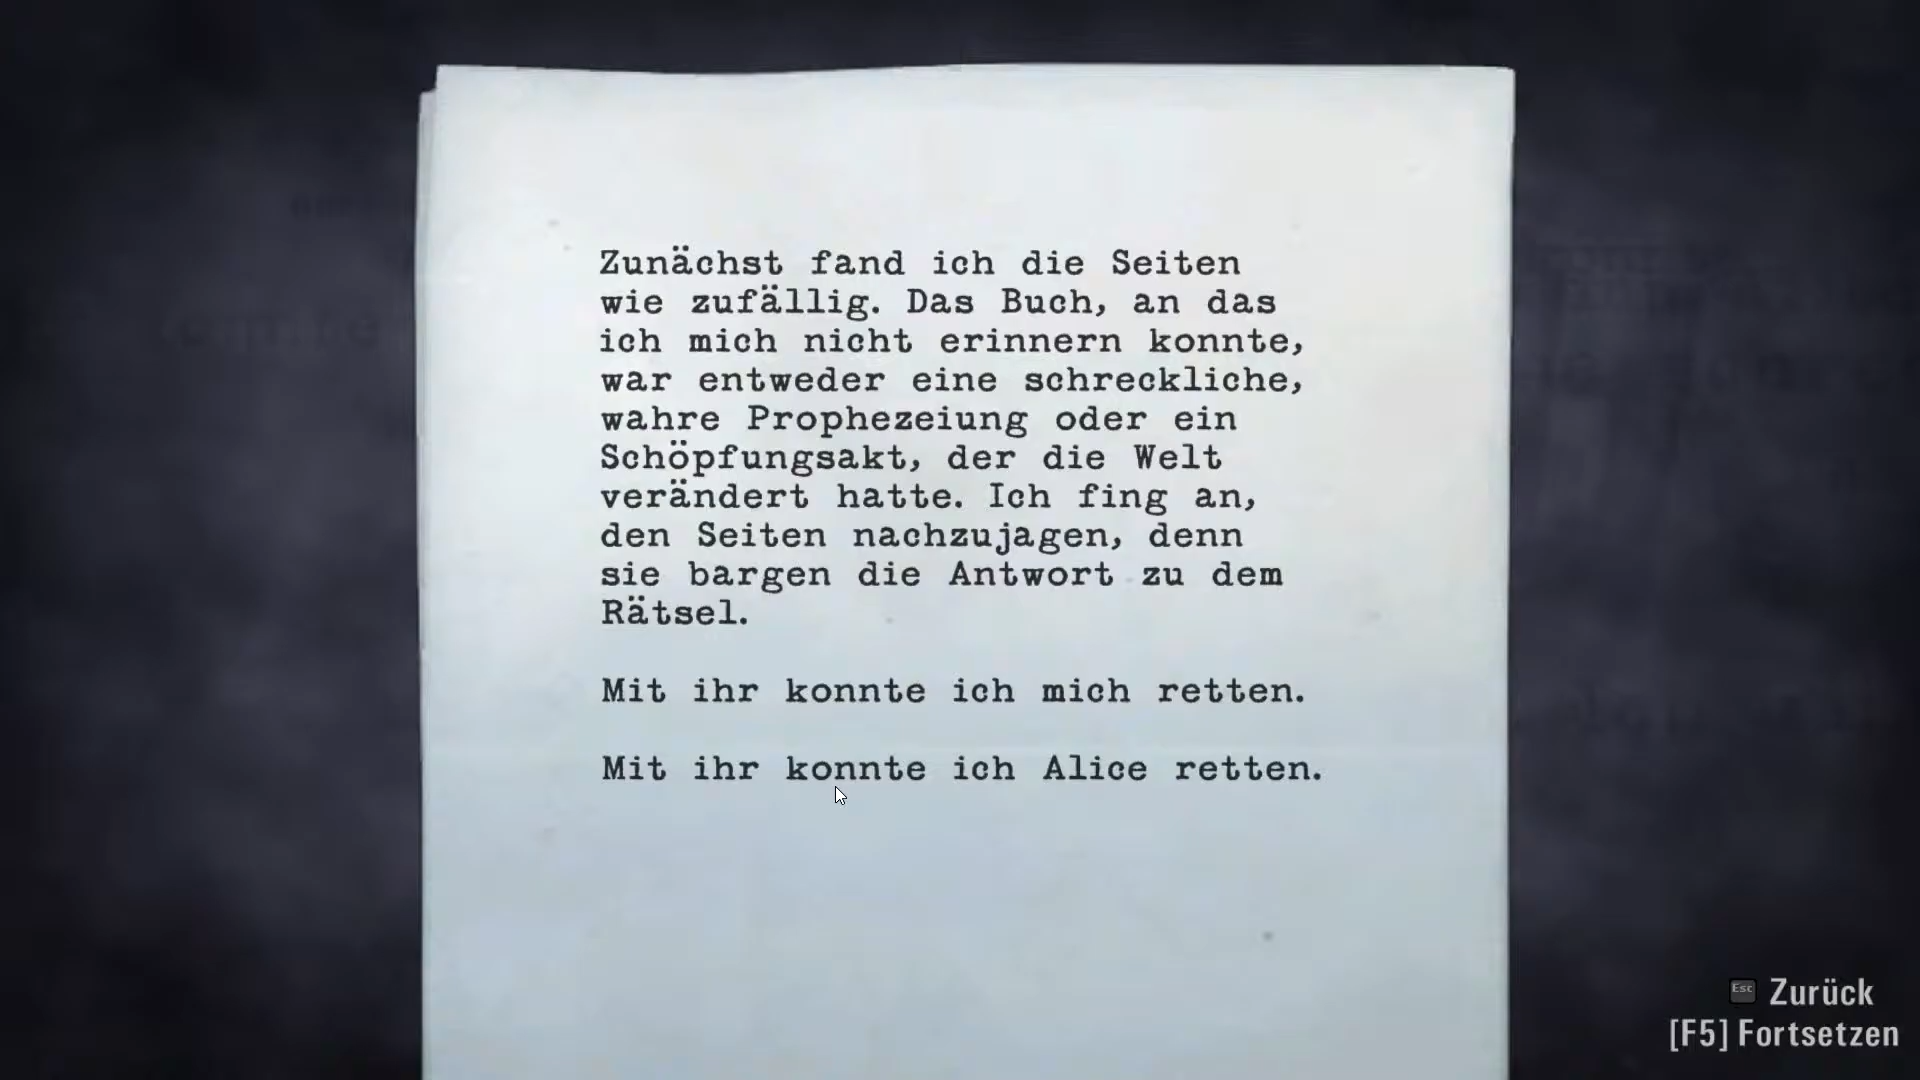 Zunächst fand ich die Seiten
wie zufällig. Das Buch, an das
ich mich nicht erinnern konnte,
war entweder eine schreckliche,
wahre Prophezeiung oder ein
Schöpfungsakt, der die Welt
verändert hatte. Ich fing an,
den Seiten nachzujagen, denn
sie bargen die Antwort zu dem
Rätsel.
Mit ihr konnte ich mich retten.
Mit ihr konnte ich Alice retten.
Esc Zurück
[F5] Fortsetzen